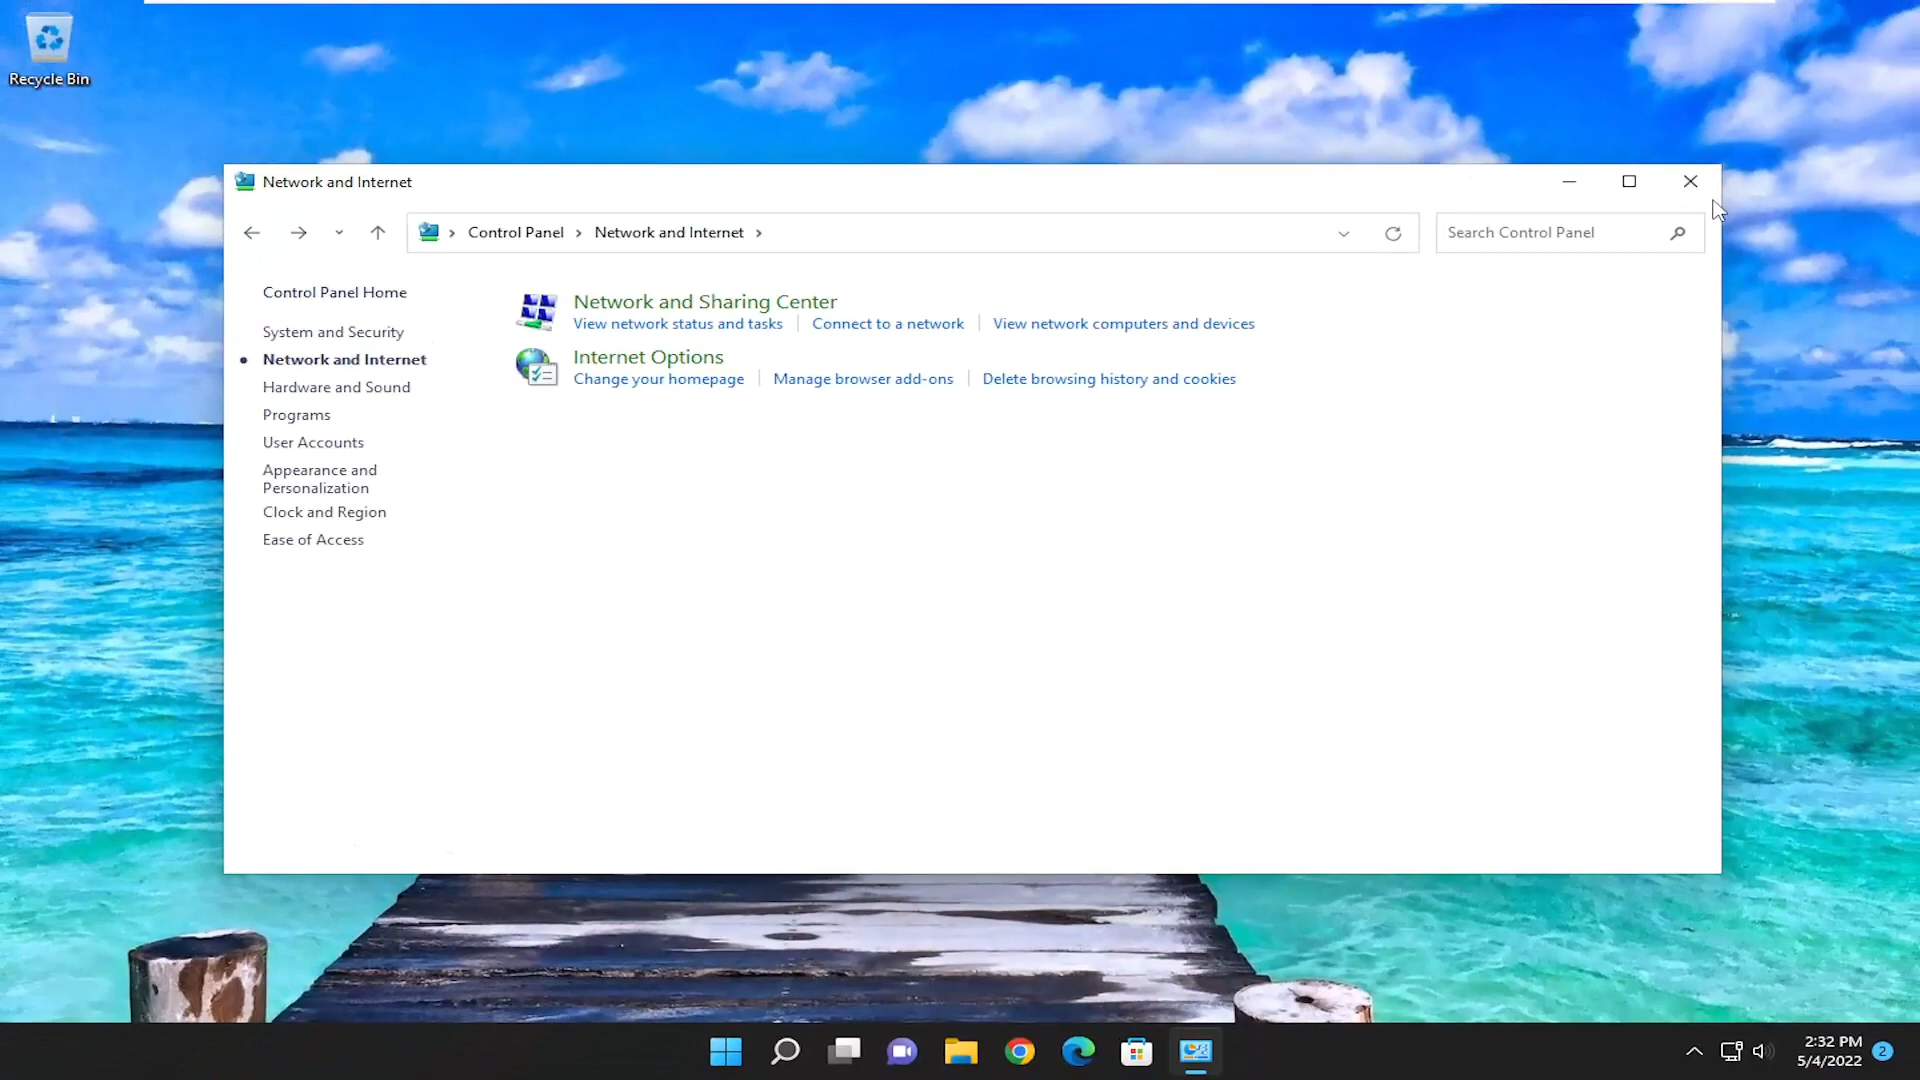 Recycle Bin
Network and Internet
Control Panel
Network and Internet
Search Control Panel
Control Panel Home
System and Security
Network and Internet
Hardware and Sound
Programs
User Accounts
Appearance and
Personalization
Clock and Region
Ease of Access
Network and Sharing Center
View network status and tasks
Connect to a network
View network computers and devices
Internet Options
Change your homepage
Manage browser add-ons
Delete browsing history and cookies
2:32 PM
5/4/2022
2